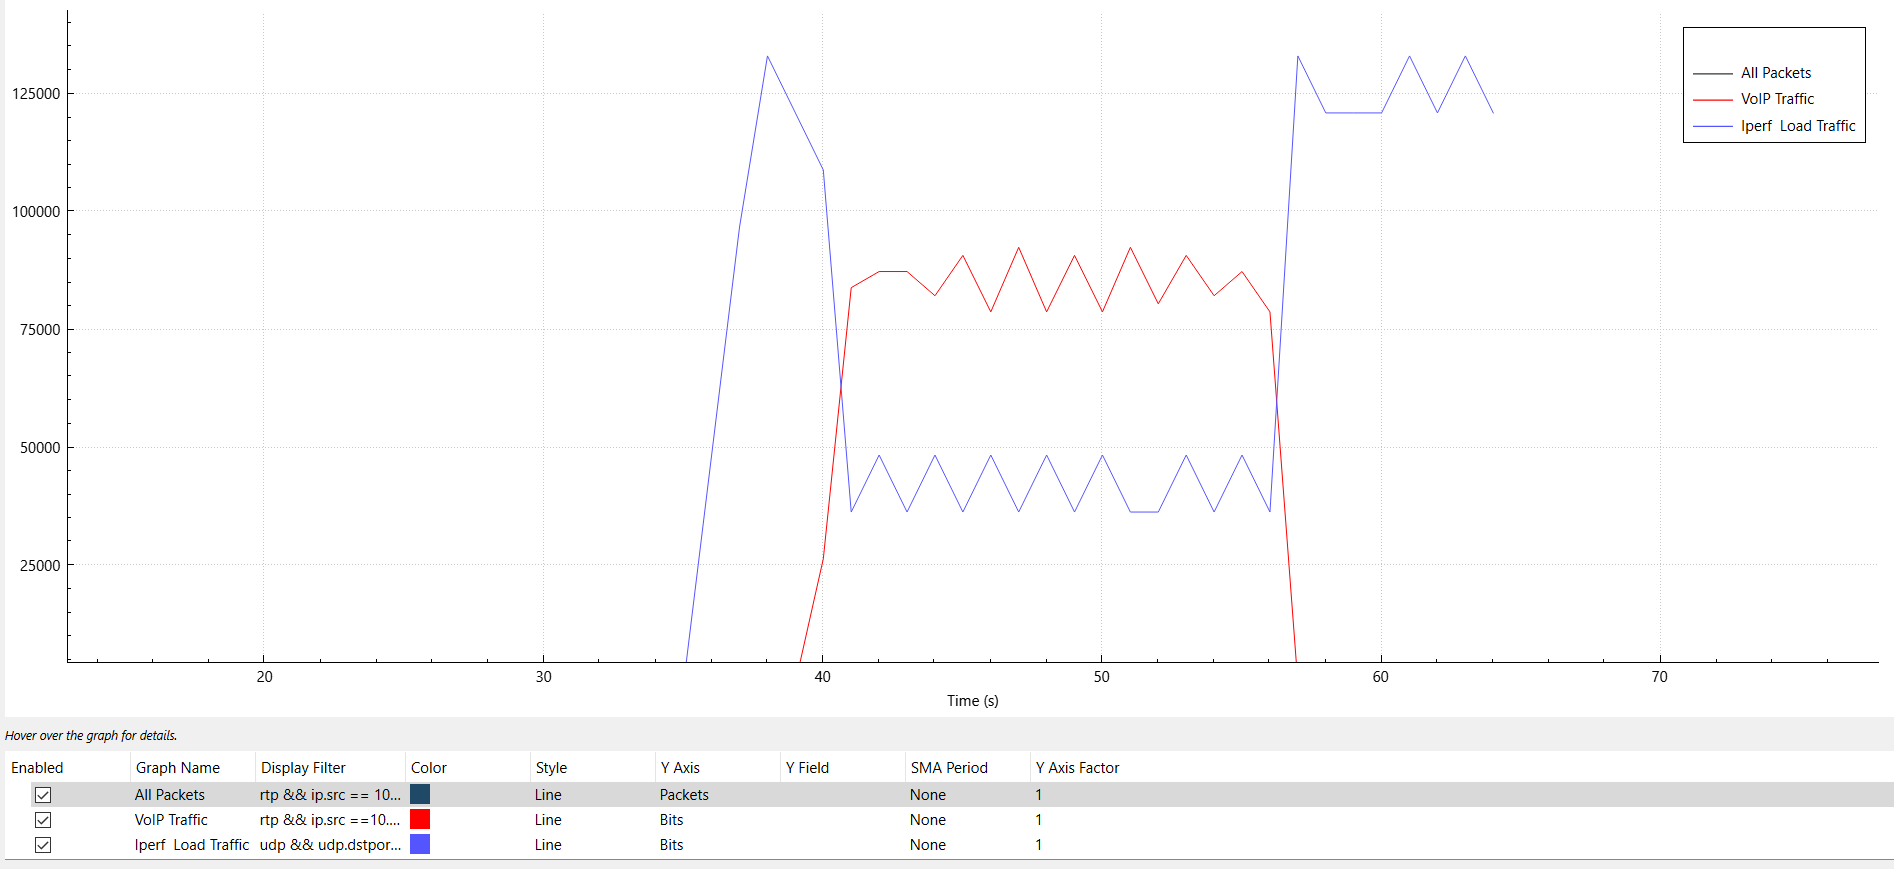 All Packets
VoIP Traffic
Iperf  Load Traffic
125000
100000
75000
50000
25000
20 30 40 50 60 70
Time (s)
Hover over the graph for details.
Enabled Graph Name Display Filter Color Style Y Axis Y Field SMA Period Y Axis Factor
All Packets rtp && ip.src == 10... Line Packets None 1
VoIP Traffic rtp && ip.src ==10.... Line Bits None 1
Iperf  Load Traffic udp && udp.dstpor... Line Bits None 1